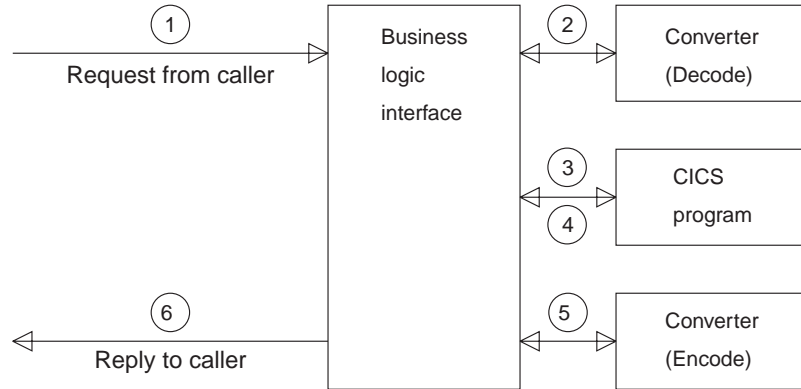 1
Request from caller
Business
logic
interface
2
Converter
(Decode)
3
4
CICS
program
5
Converter
(Encode)
6
Reply to caller